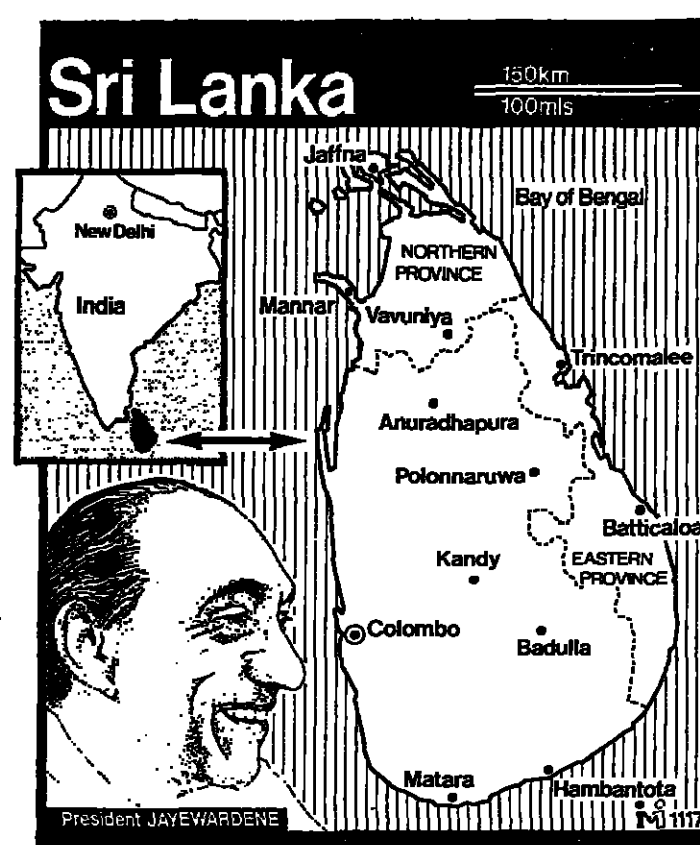 Sri Lanka
150km
100mls
Jaffna
Bay of Bengal
New Delhi
NORTHERN
PROVINCE
India
Mannar
Vavuniya
Trincomalee
Anuradhapura
Polonnaruwa
Batticaloa
Kandy
EASTERN
PROVINCE
Colombo
Badulla
Matara
Hambantota
President JAYEWARDENE
1117